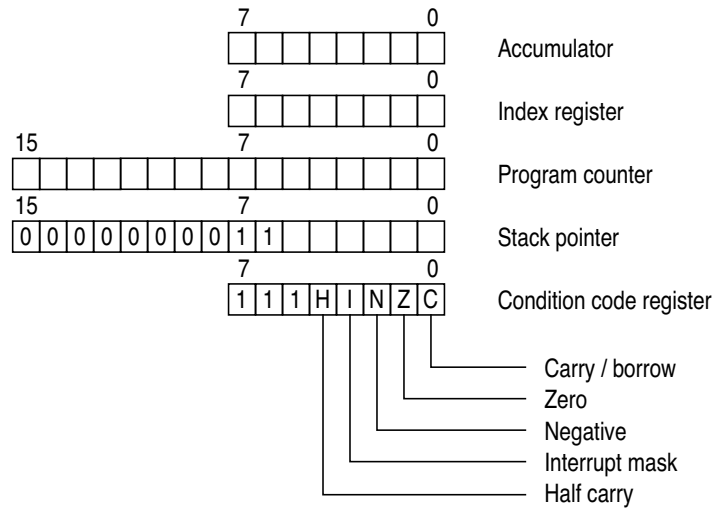 7 0
Accumulator
7 0
Index register
15 7 0
Program counter
15 7 0
0 0 0 0 0 0 0 0 1 1 Stack pointer
7 0
1 1 1 H I N Z C Condition code register
Carry / borrow
Zero
Negative
Interrupt mask
Half carry